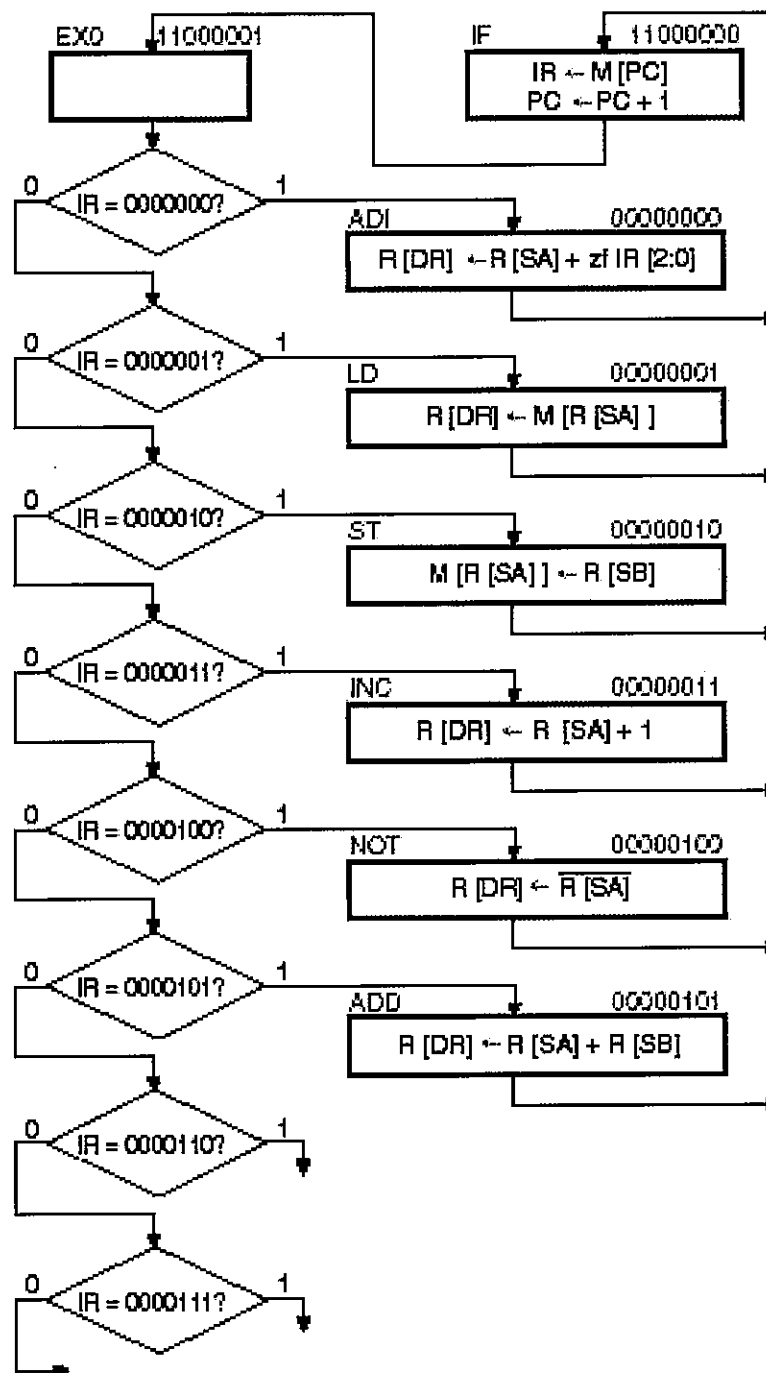 EX0 11000001
IF 11000000
IR ← M [PC]
PC ← PC + 1
0 IR = 0000000? 1
ADI 00000000
R [DR] ← R [SA] + zf IR [2:0]
0 IR = 0000001? 1
LD 00000001
R [DR] ← M [R [SA] ]
0 IR = 0000010? 1
ST 00000010
M [R [SA] ] ← R [SB]
0 IR = 0000011? 1
INC 00000011
R [DR] ← R [SA] + 1
0 IR = 0000100? 1
NOT 00000100
R [DR] ← R̅ ̅[̅S̅A̅]̅
0 IR = 0000101? 1
ADD 00000101
R [DR] ← R [SA] + R [SB]
0 IR = 0000110? 1
0 IR = 0000111? 1